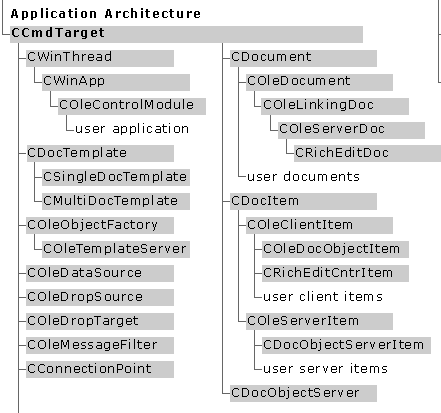 Application Architecture
CCmdTarget
CWinThread
CWinApp
COleControlModule
user application
CDocTemplate
CSingleDocTemplate
CMultiDocTemplate
COleObjectFactory
COleTemplateServer
COleDataSource
COleDropSource
COleDropTarget
COleMessageFilter
CConnectionPoint
CDocument
COleDocument
COleLinkingDoc
COleServerDoc
CRichEditDoc
user documents
CDocItem
COleClientItem
COleDocObjectItem
CRichEditCntrItem
user client items
COleServerItem
CDocObjectServerItem
user server items
CDocObjectServer